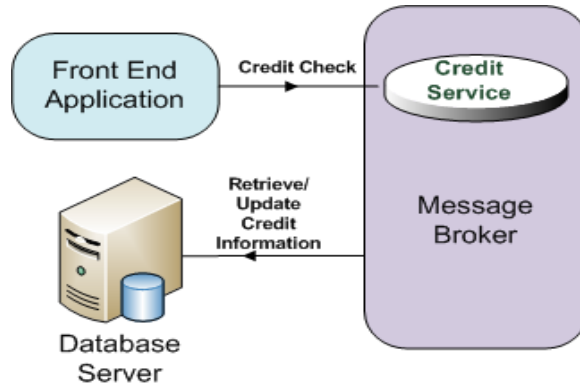 Front End
Application
Credit Check
Credit
Service
Retrieve/
Update
Credit
Information
Message
Broker
Database
Server